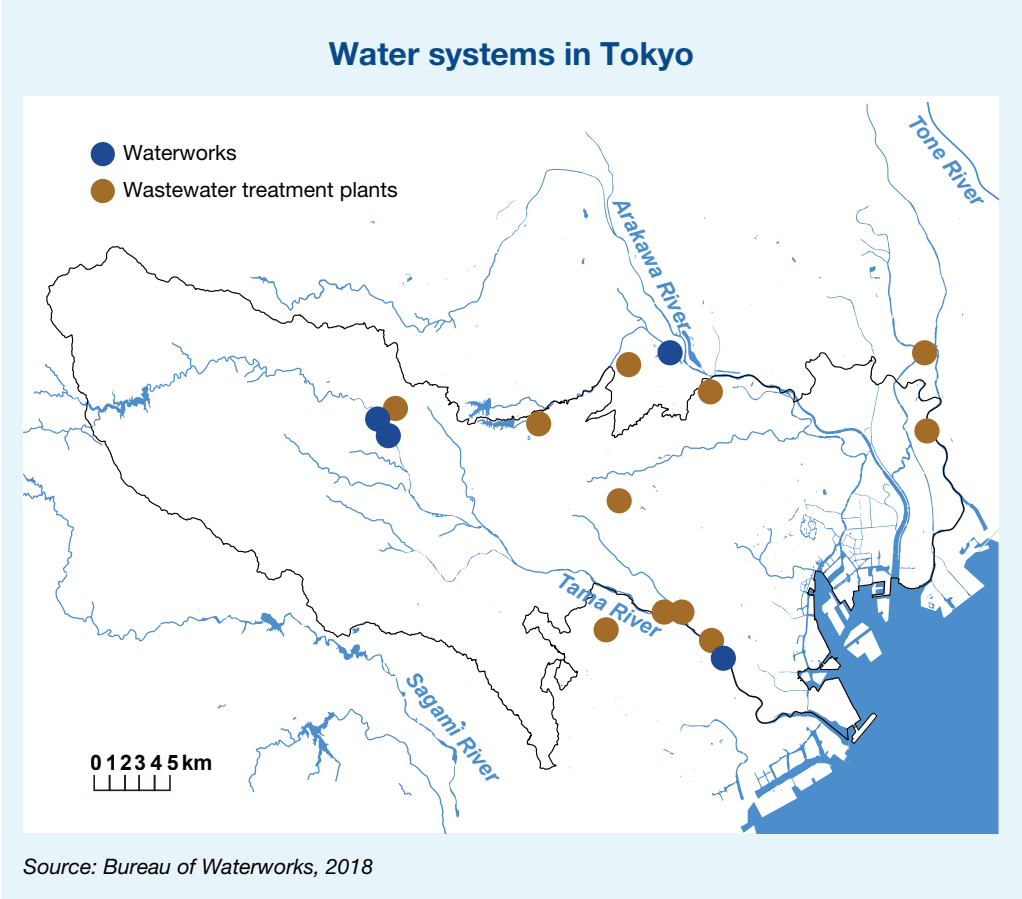 Water systems in Tokyo
Waterworks
Wastewater treatment plants
Tone River
Arakawa River
Tama River
Sagami River
0 1 2 3 4 5 km
Source: Bureau of Waterworks, 2018